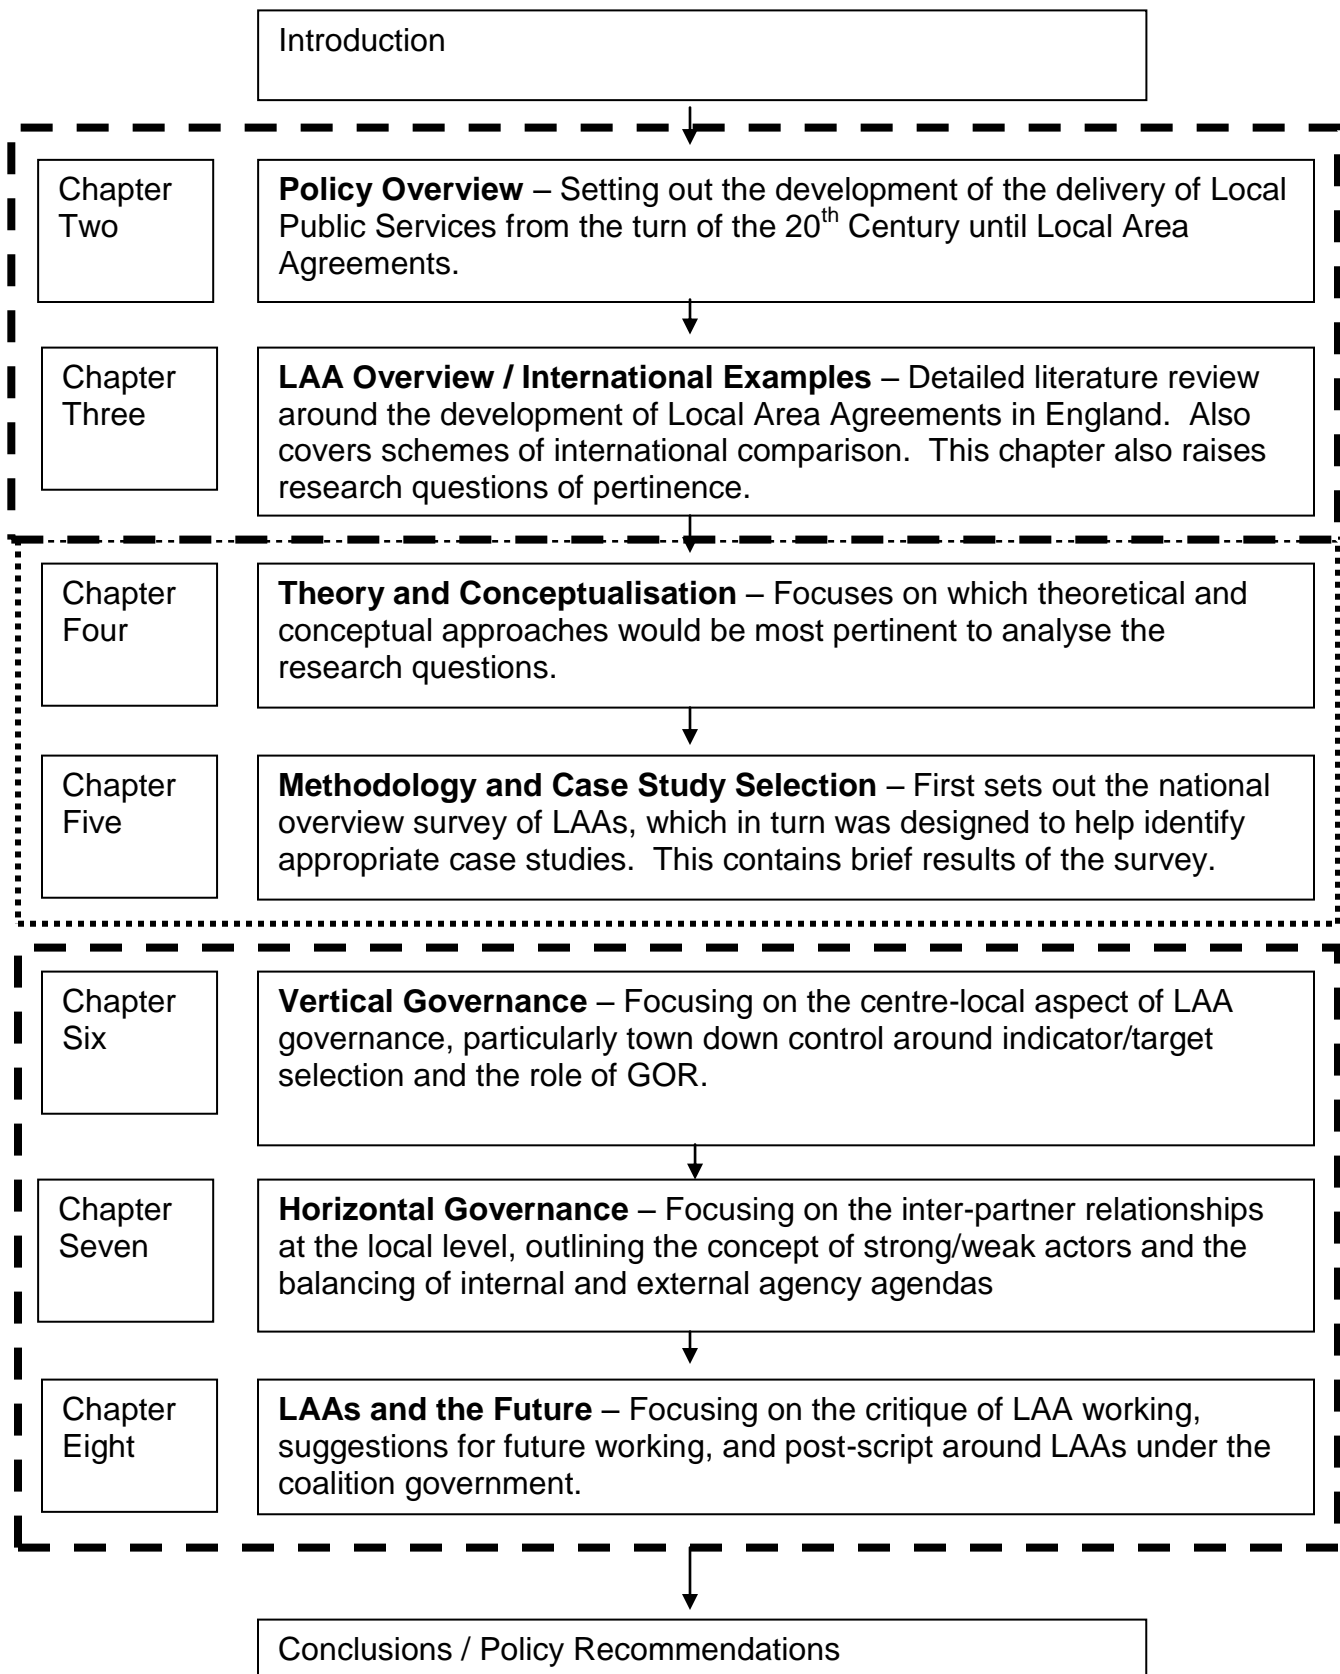 Introduction
Chapter
Two
Policy Overview – Setting out the development of the delivery of Local
Public Services from the turn of the 20th Century until Local Area
Agreements.
Chapter
Three
LAA Overview / International Examples – Detailed literature review
around the development of Local Area Agreements in England.  Also
covers schemes of international comparison.  This chapter also raises
research questions of pertinence.
Chapter
Four
Theory and Conceptualisation – Focuses on which theoretical and
conceptual approaches would be most pertinent to analyse the
research questions.
Chapter
Five
Methodology and Case Study Selection – First sets out the national
overview survey of LAAs, which in turn was designed to help identify
appropriate case studies.  This contains brief results of the survey.
Chapter
Six
Vertical Governance – Focusing on the centre-local aspect of LAA
governance, particularly town down control around indicator/target
selection and the role of GOR.
Chapter
Seven
Horizontal Governance – Focusing on the inter-partner relationships
at the local level, outlining the concept of strong/weak actors and the
balancing of internal and external agency agendas
Chapter
Eight
LAAs and the Future – Focusing on the critique of LAA working,
suggestions for future working, and post-script around LAAs under the
coalition government.
Conclusions / Policy Recommendations